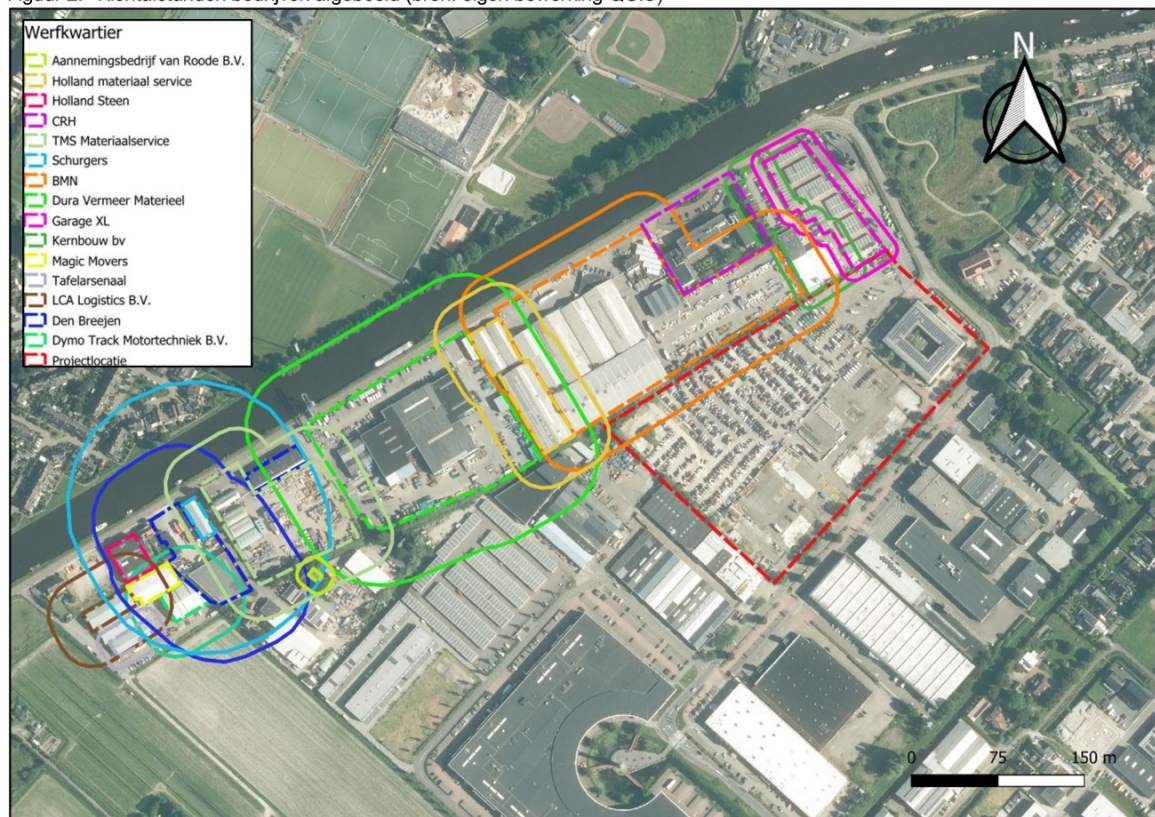 Werfkwartier
Aannemingsbedrijf van Roode B.V.
Holland materiaal service
Holland Steen
CRH
TMS Materiaalservice
Schurgers
BMN
Dura Vermeer Materieel
Garage XL
Kernbouw bv
Magic Movers
Tafelarsenaal
LCA Logistics B.V.
Den Breejen
Dymo Track Motortechniek B.V.
Projectlocatie
N
0 75 150 m